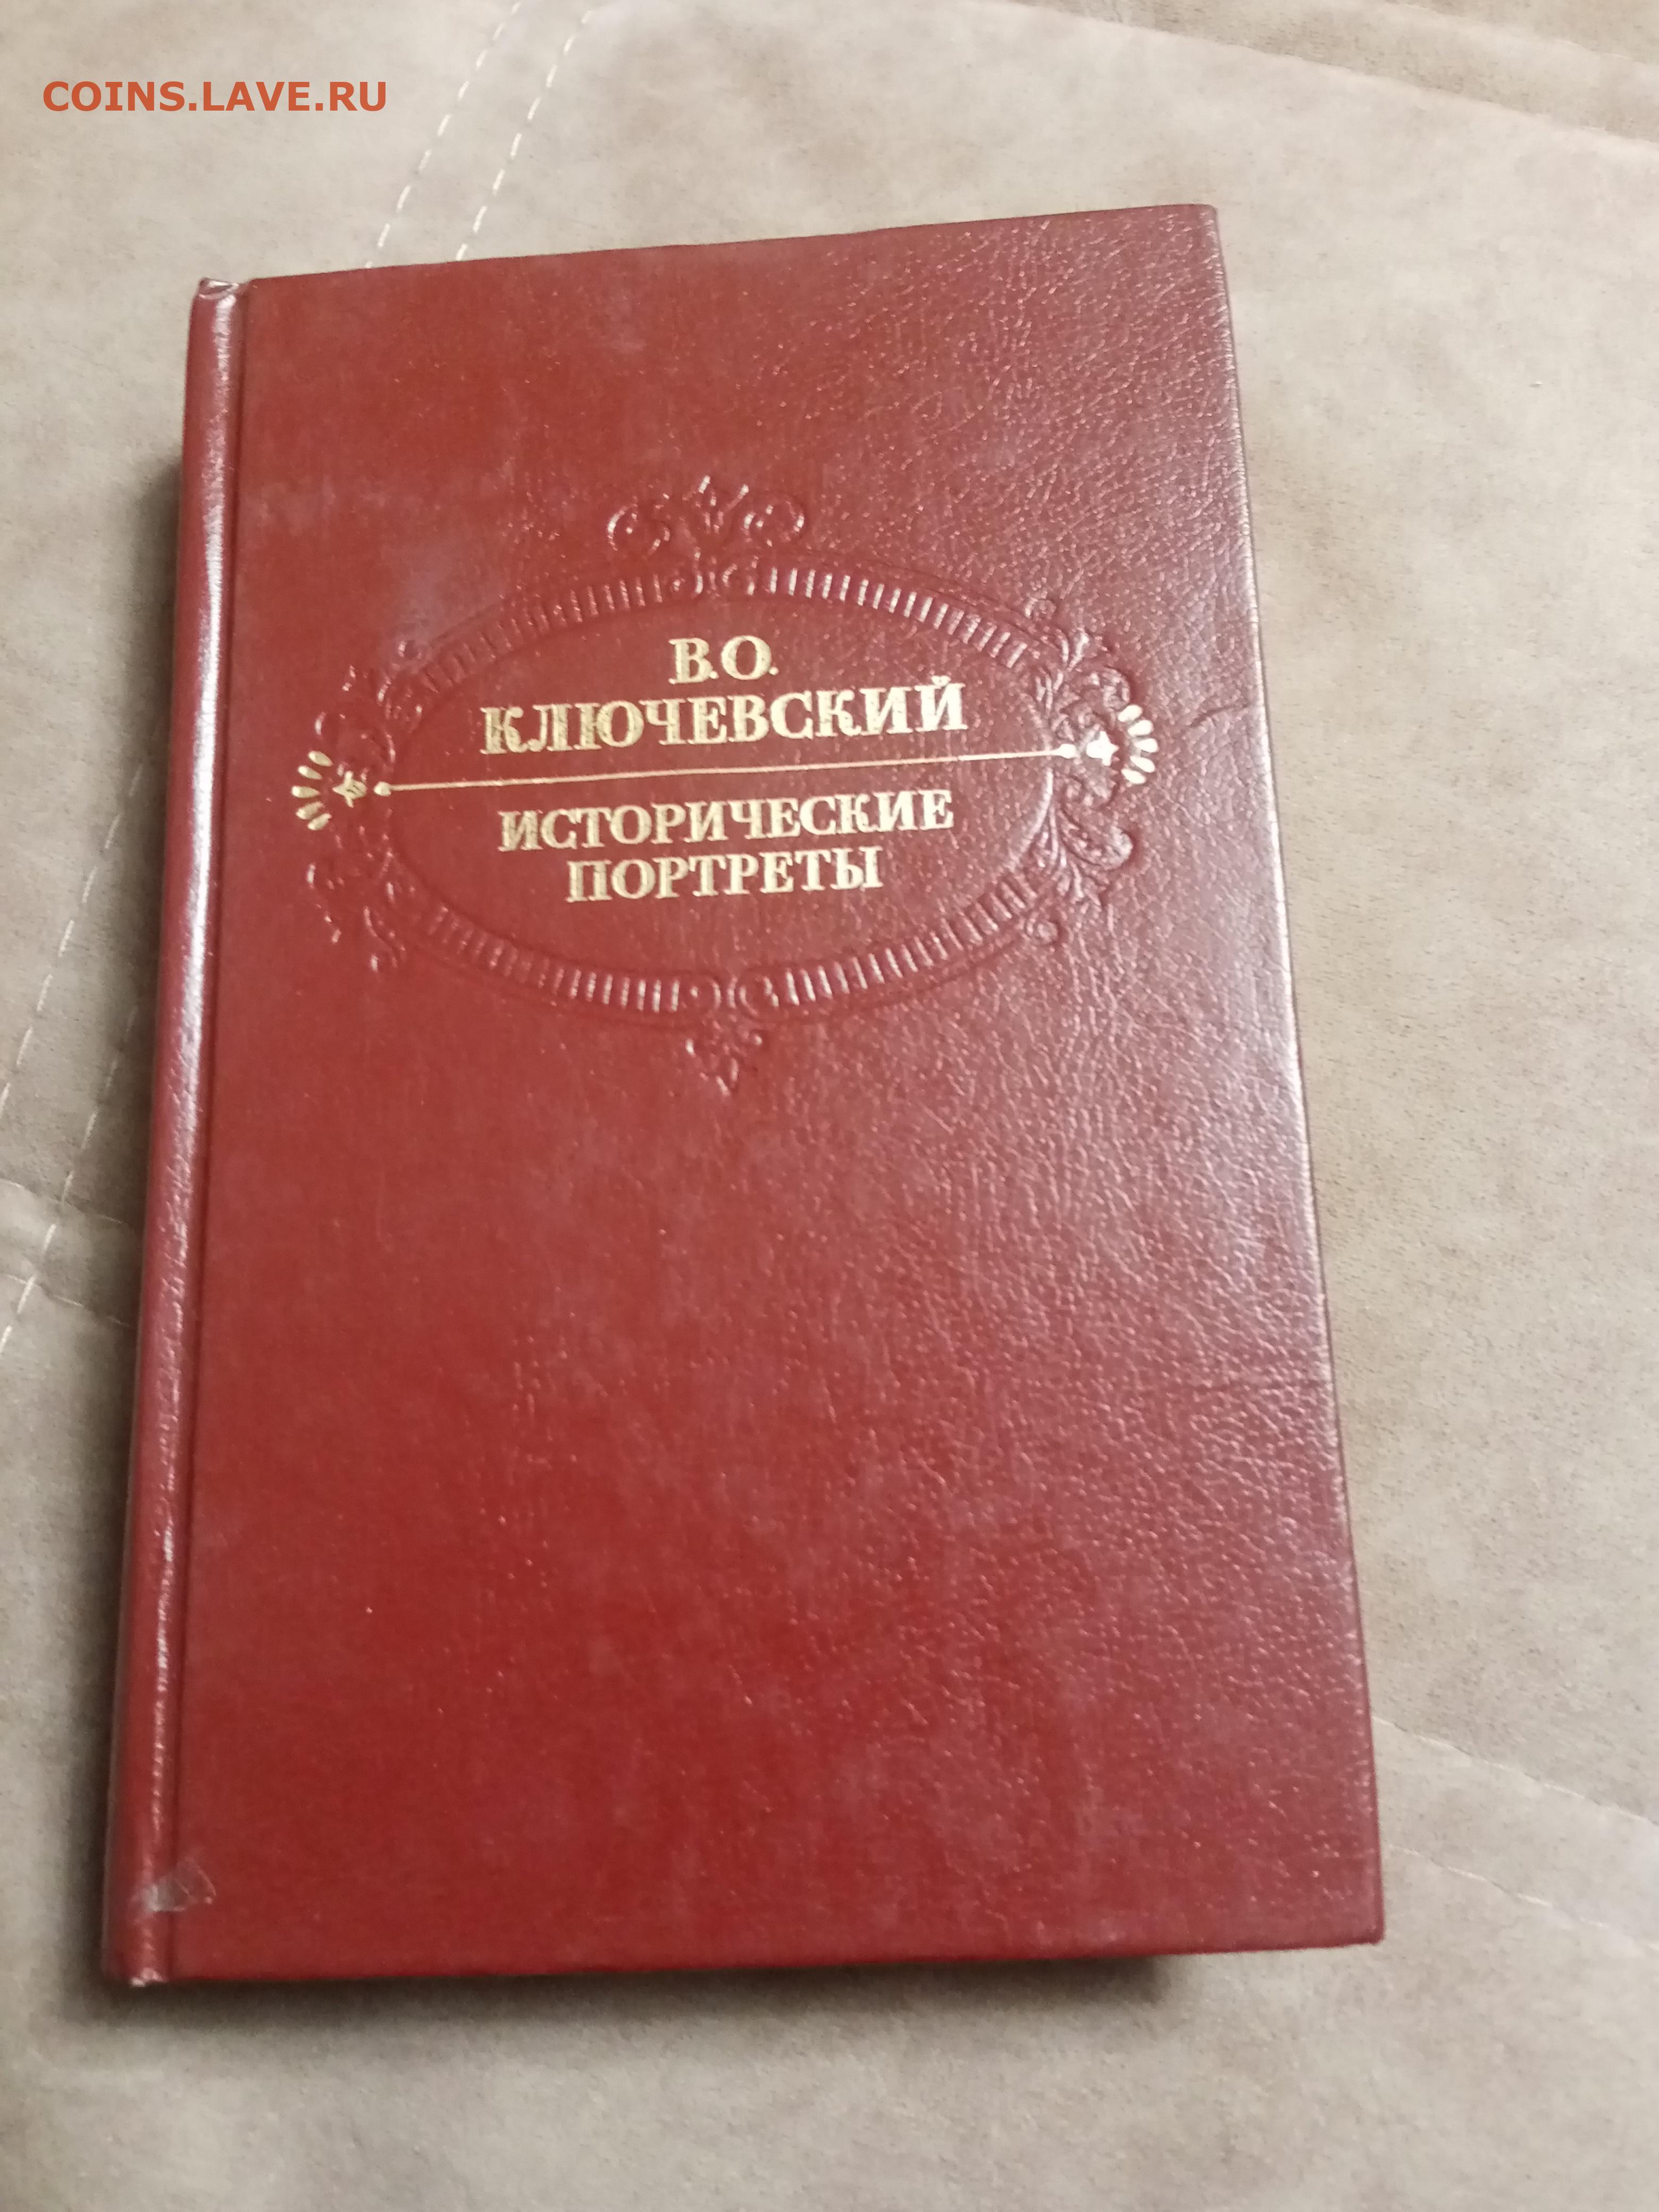 COINS.LAVE.RU
В.О.
КЛЮЧЕВСКИЙ
ИСТОРИЧЕСКИЕ
ПОРТРЕТЫ